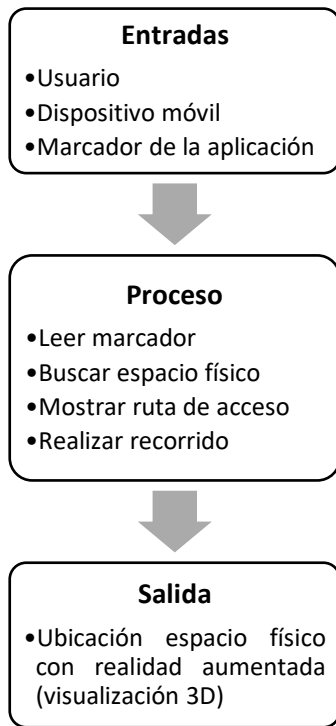 Entradas
•Usuario
•Dispositivo móvil
•Marcador de la aplicación
Proceso
•Leer marcador
•Buscar espacio físico
•Mostrar ruta de acceso
•Realizar recorrido
Salida
•Ubicación espacio físico
con realidad aumentada
(visualización 3D)